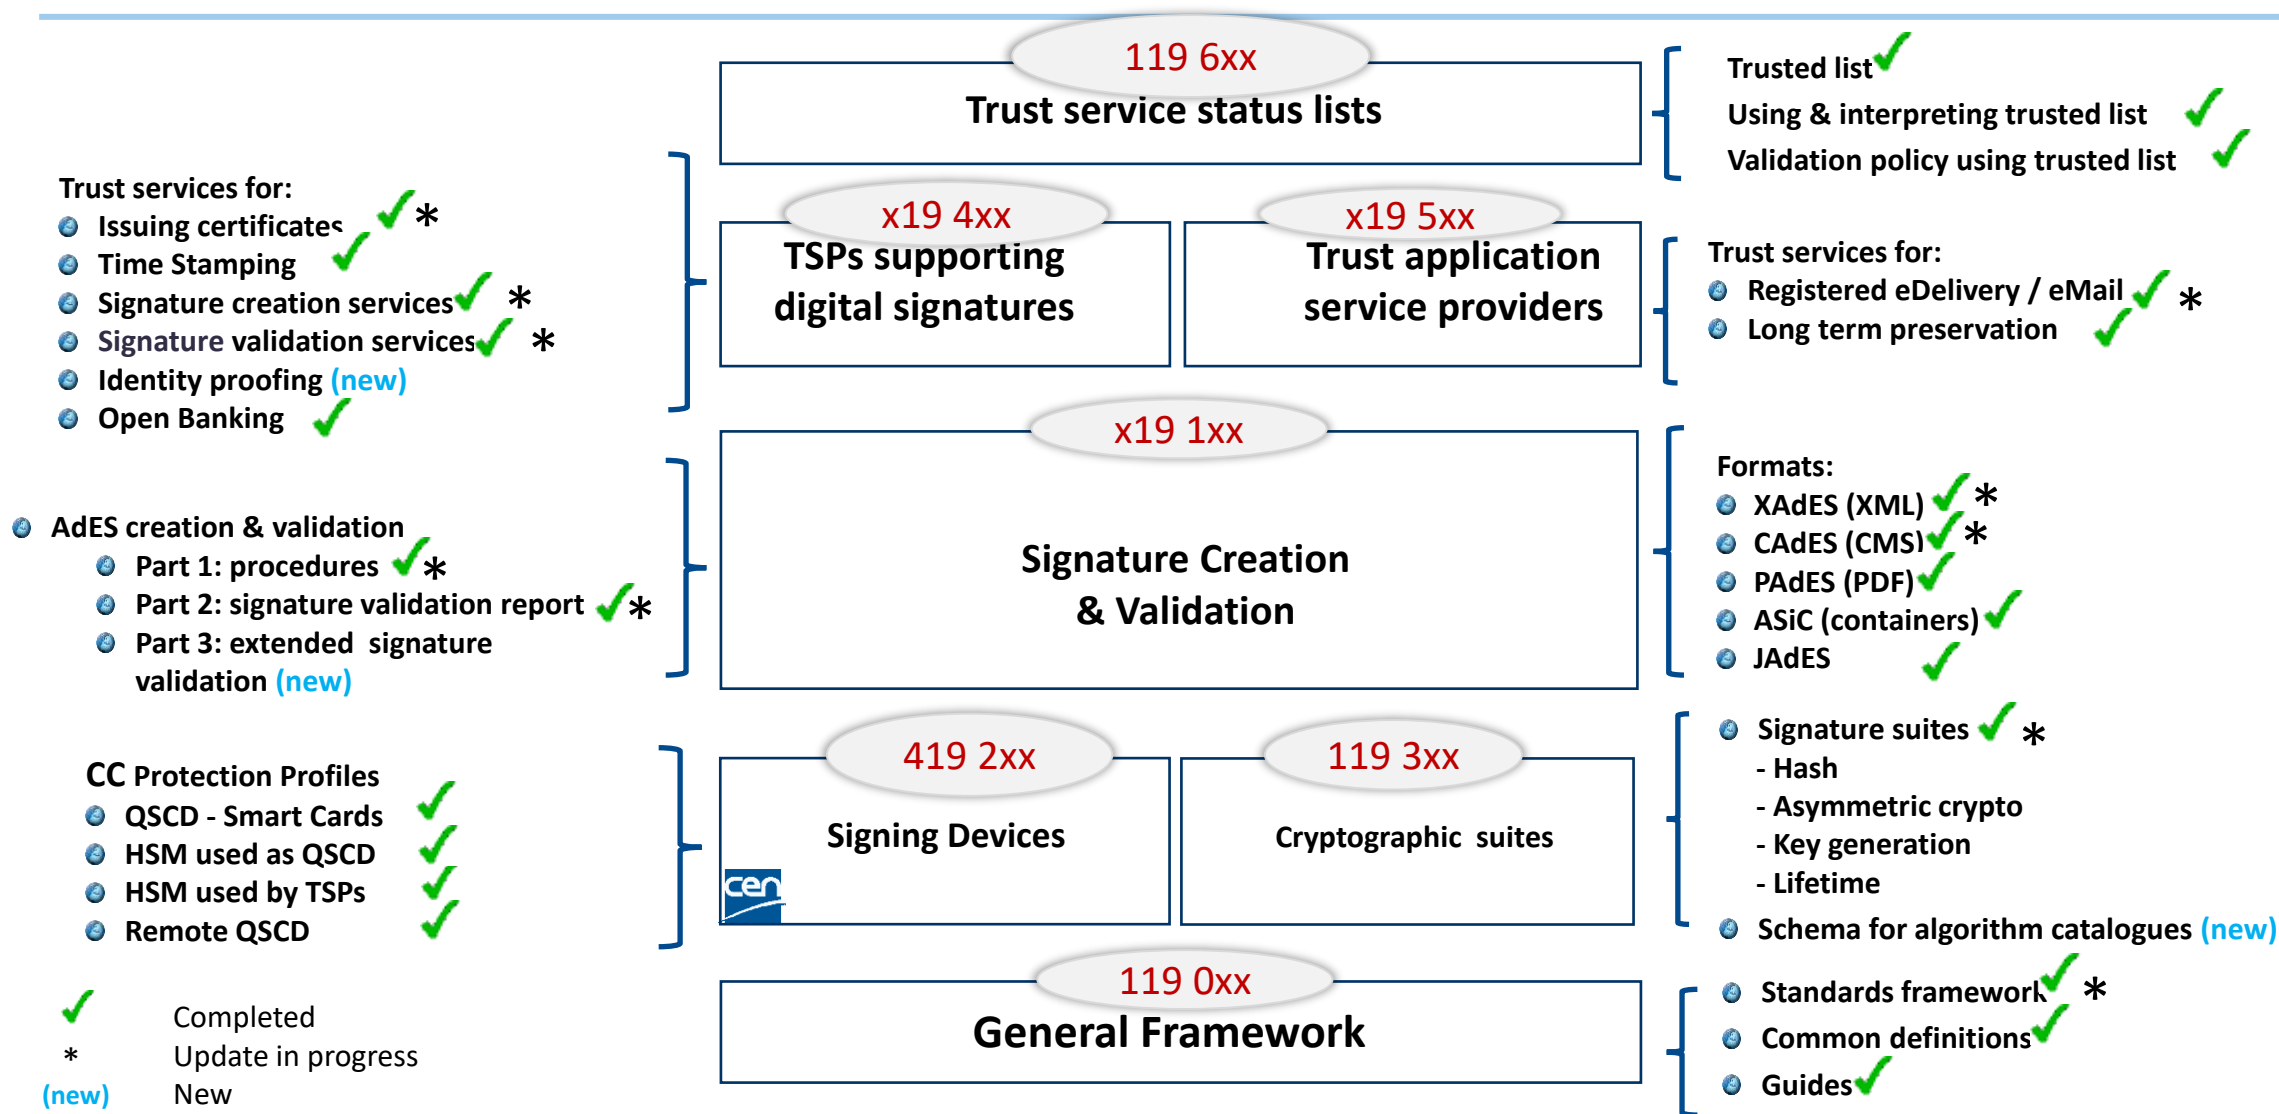 119 6xx
Trust service status lists
Trusted list
Using & interpreting trusted list
Validation policy using trusted list
Trust services for:
Issuing certificates *
Time Stamping
Signature creation services *
Signature validation services *
Identity proofing (new)
Open Banking
x19 4xx
TSPs supporting
digital signatures
x19 5xx
Trust application
service providers
Trust services for:
Registered eDelivery / eMail *
Long term preservation
x19 1xx
Signature Creation
& Validation
AdES creation & validation
Part 1: procedures *
Part 2: signature validation report *
Part 3: extended signature
validation (new)
Formats:
XAdES (XML) *
CAdES (CMS) *
PAdES (PDF)
ASiC (containers)
JAdES
CC Protection Profiles
QSCD - Smart Cards
HSM used as QSCD
HSM used by TSPs
Remote QSCD
419 2xx
Signing Devices
cen
119 3xx
Cryptographic suites
Signature suites *
- Hash
- Asymmetric crypto
- Key generation
- Lifetime
Schema for algorithm catalogues (new)
119 0xx
General Framework
Standards framework *
Common definitions
Guides
Completed
* Update in progress
(new) New